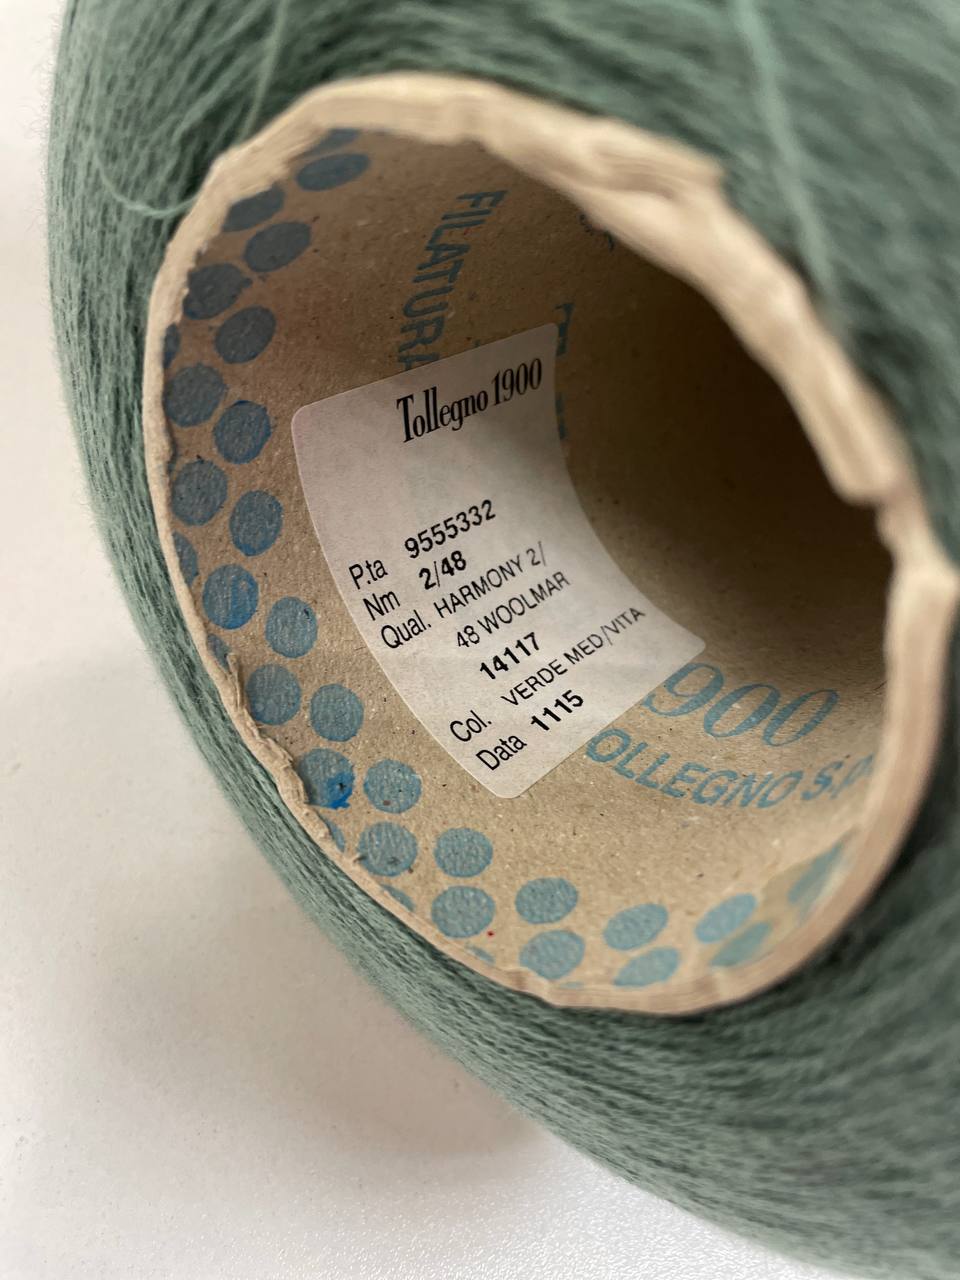 FILATURA
Tollegno 1900
P.ta 9555332
Nm 2/48
Qual. HARMONY 2/
48 WOOLMAR
14117
Col. VERDE MED/VITA
Data 1115
900
OLLEGNO S.p